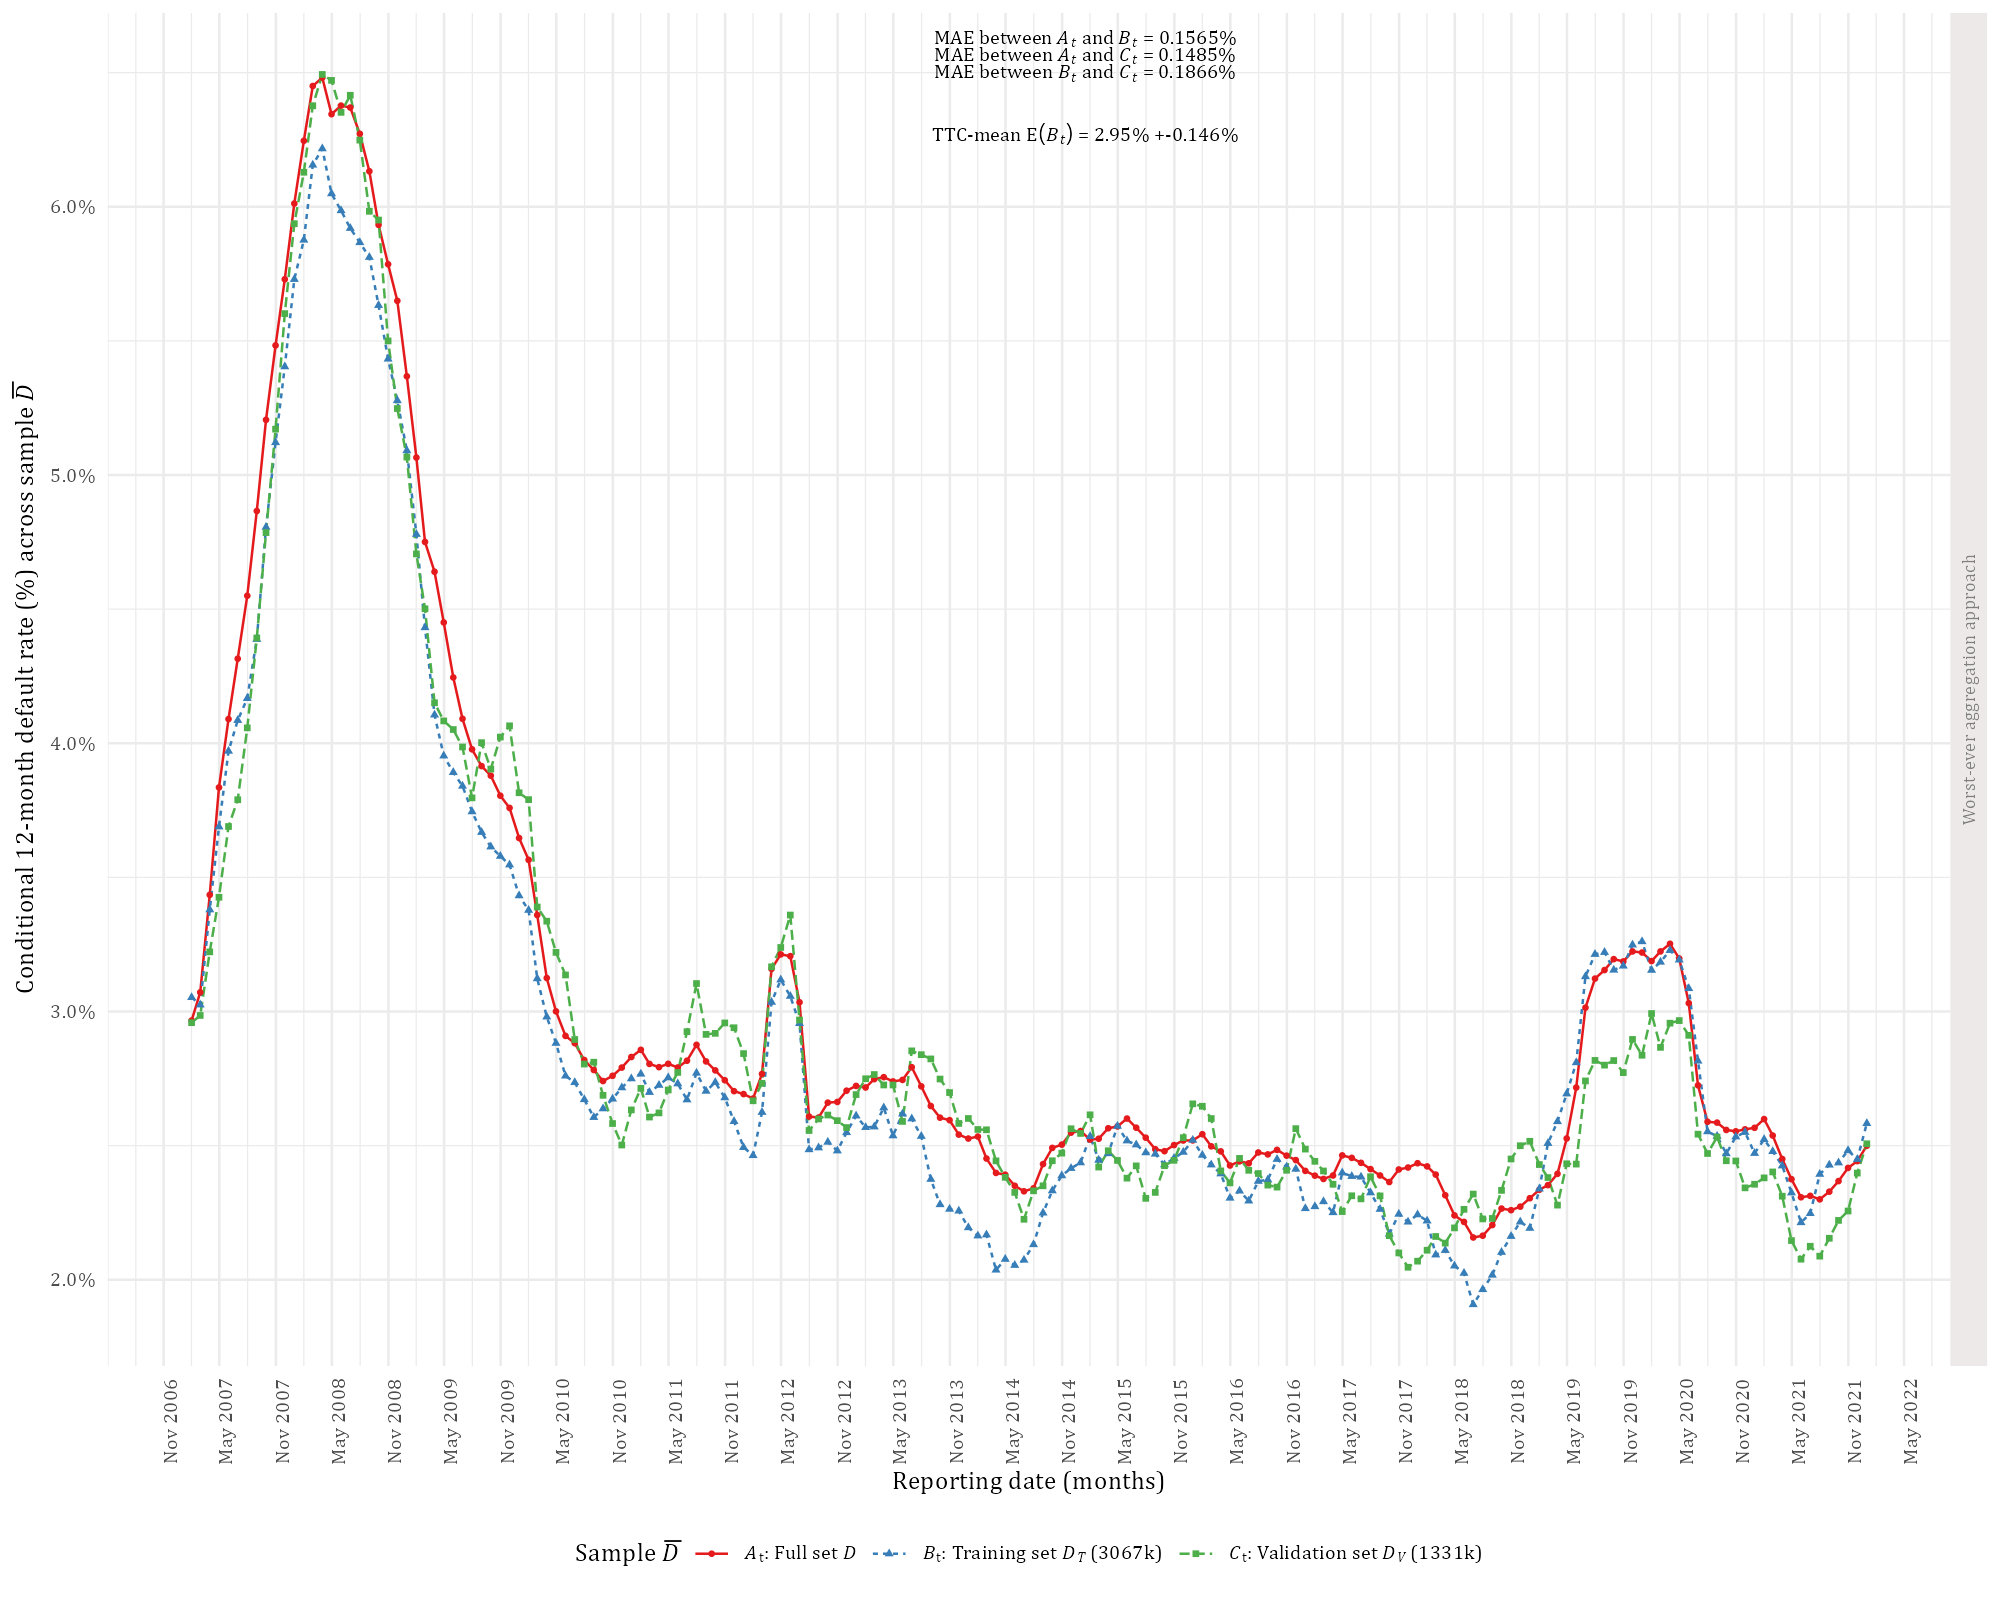 MAE between A_t and B_t = 0.1565%
MAE between A_t and C_t = 0.1485%
MAE between B_t and C_t = 0.1866%
TTC-mean E(B_t) = 2.95% +-0.146%
Conditional 12-month default rate (%) across sample D̅
6.0%
5.0%
4.0%
3.0%
2.0%
Worst-ever aggregation approach
Nov 2006
May 2007
Nov 2007
May 2008
Nov 2008
May 2009
Nov 2009
May 2010
Nov 2010
May 2011
Nov 2011
May 2012
Nov 2012
May 2013
Nov 2013
May 2014
Nov 2014
May 2015
Nov 2015
May 2016
Nov 2016
May 2017
Nov 2017
May 2018
Nov 2018
May 2019
Nov 2019
May 2020
Nov 2020
May 2021
Nov 2021
May 2022
Reporting date (months)
Sample D̅ A_t: Full set D B_t: Training set D_T (3067k) C_t: Validation set D_V (1331k)